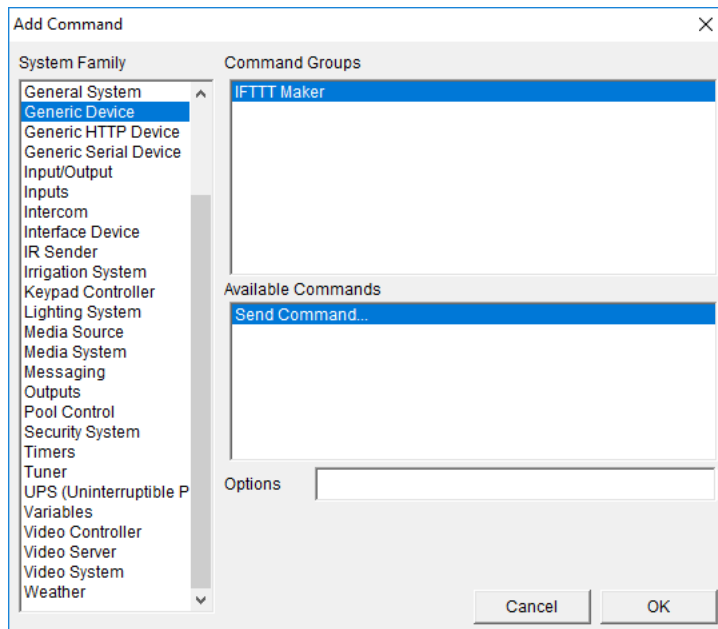 Add Command
System Family
General System
Generic Device
Generic HTTP Device
Generic Serial Device
Input/Output
Inputs
Intercom
Interface Device
IR Sender
Irrigation System
Keypad Controller
Lighting System
Media Source
Media System
Messaging
Outputs
Pool Control
Security System
Timers
Tuner
UPS (Uninterruptible P
Variables
Video Controller
Video Server
Video System
Weather
Command Groups
IFTTT Maker
Available Commands
Send Command...
Options
Cancel
OK